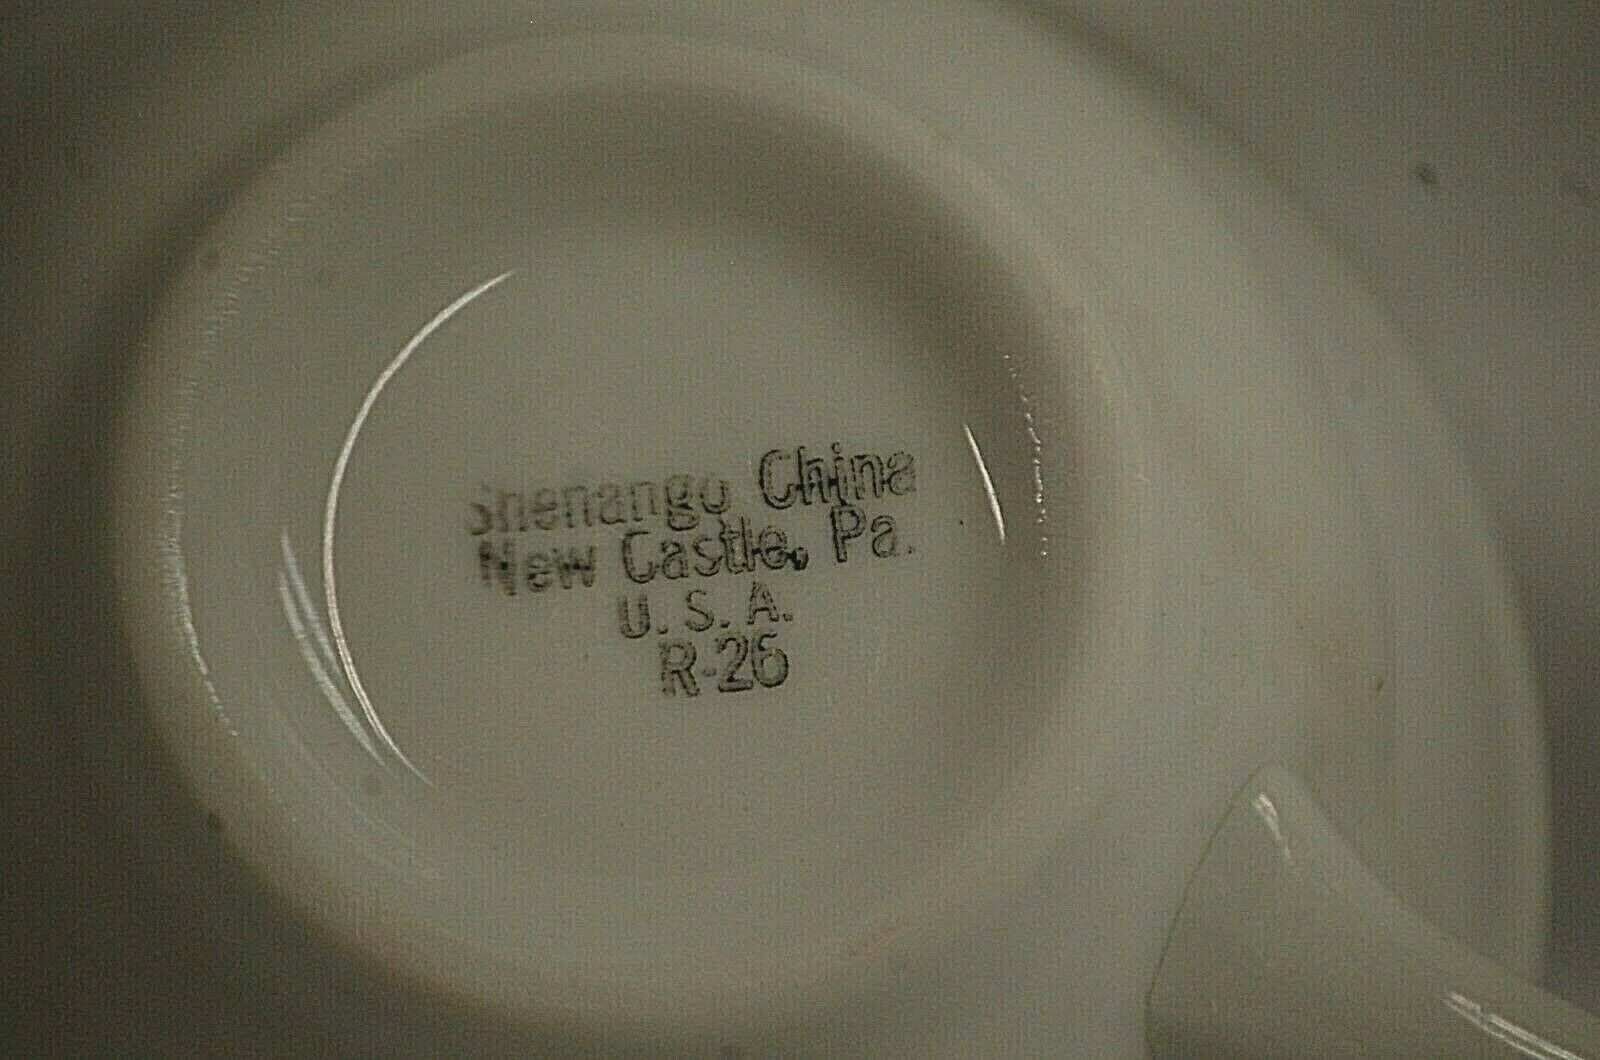 Shenango China
New Castle, Pa.
U. S. A.
R-26